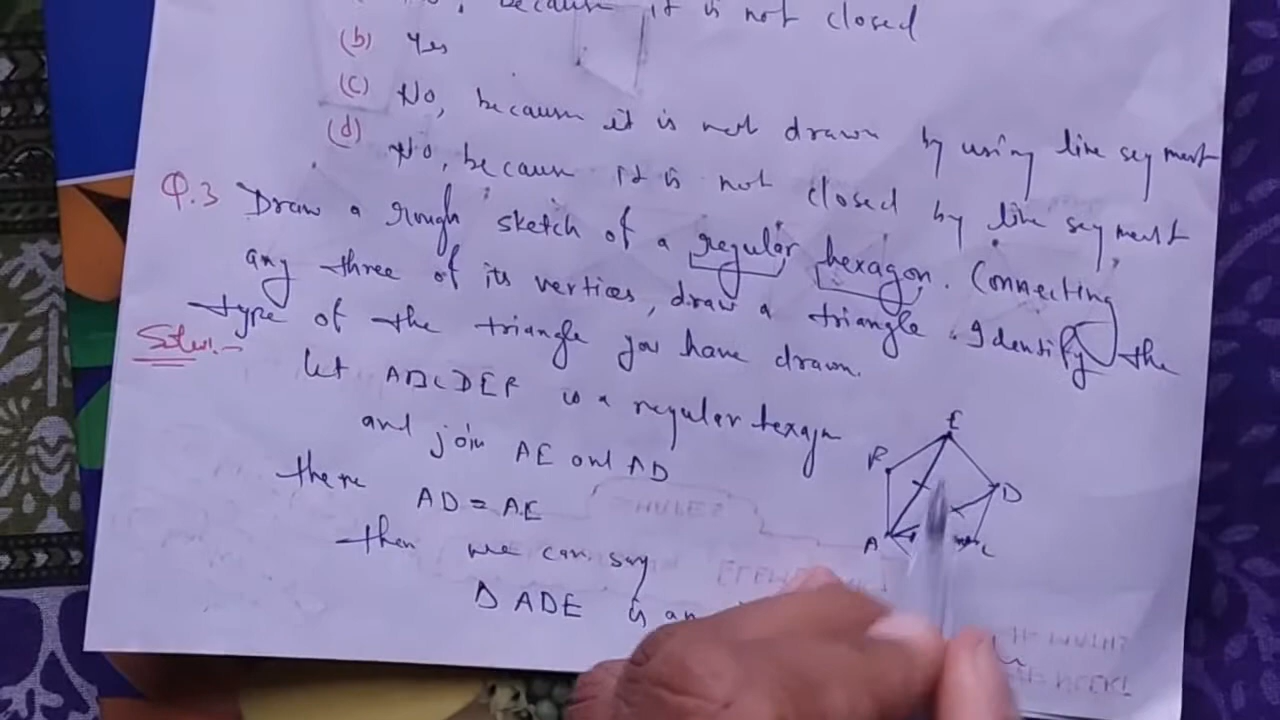 because it is not closed
(b) Yes
(c) No, because it is not drawn by using line segment
(d) No, because it is not closed by line segment
Q.3 Draw a rough sketch of a regular hexagon. Connecting
any three of its vertices, draw a triangle. Identify the
type of the triangle you have drawn.
Soln:-
let ABCDEF is a regular hexagon
and join AE and AD
there
AD = AE
then we can say
Δ ADE is an
E
F
D
A
C